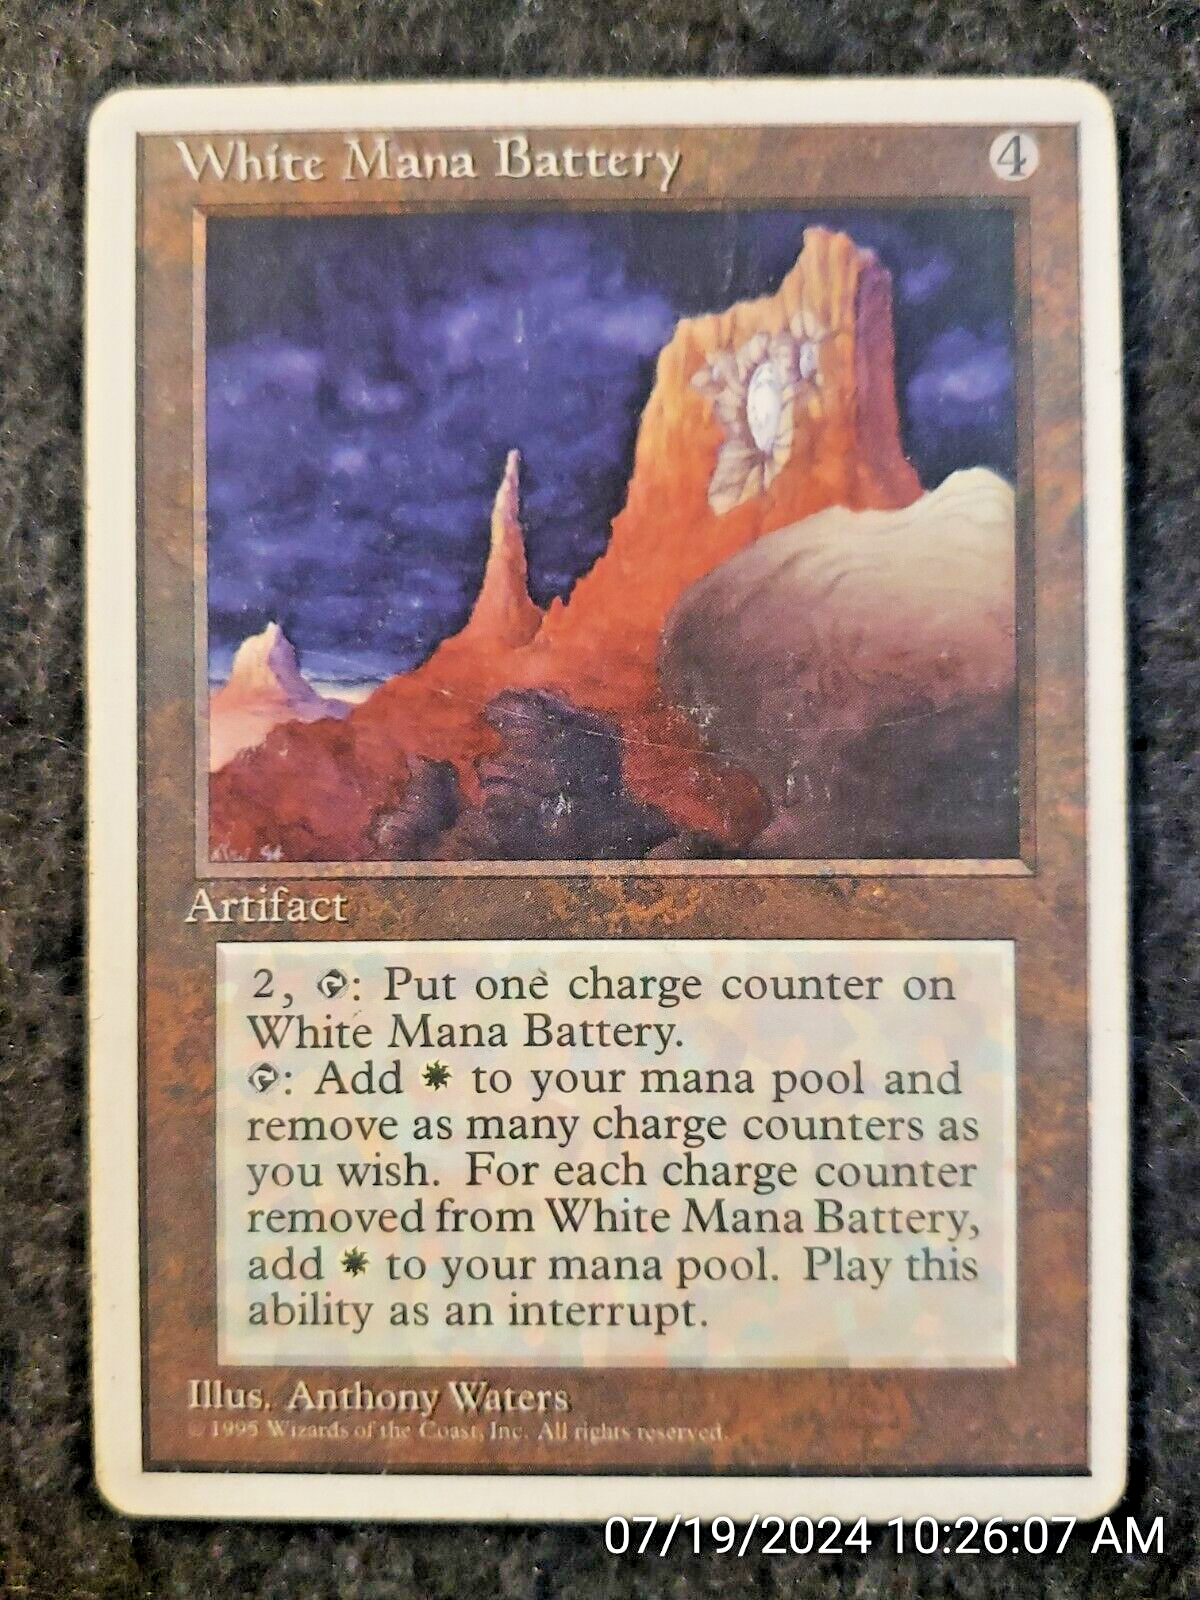 White Mana Battery 4
Artifact
2, : Put one charge counter on
White Mana Battery.
: Add to your mana pool and
remove as many charge counters as
you wish. For each charge counter
removed from White Mana Battery,
add to your mana pool. Play this
ability as an interrupt.
Illus. Anthony Waters
© 1995 Wizards of the Coast, Inc. All rights reserved.
07/19/2024 10:26:07 AM